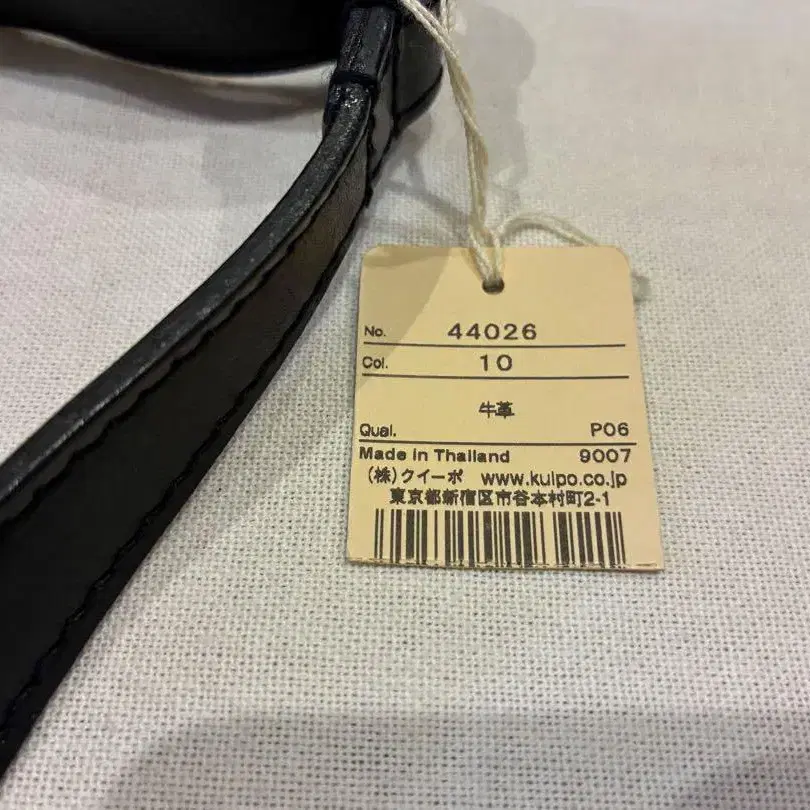 No. 44026
Col. 10
牛革
Qual. P06
Made in Thailand 9007
(株)クイーポ www.kuipo.co.jp
東京都新宿区市谷本村町2-1